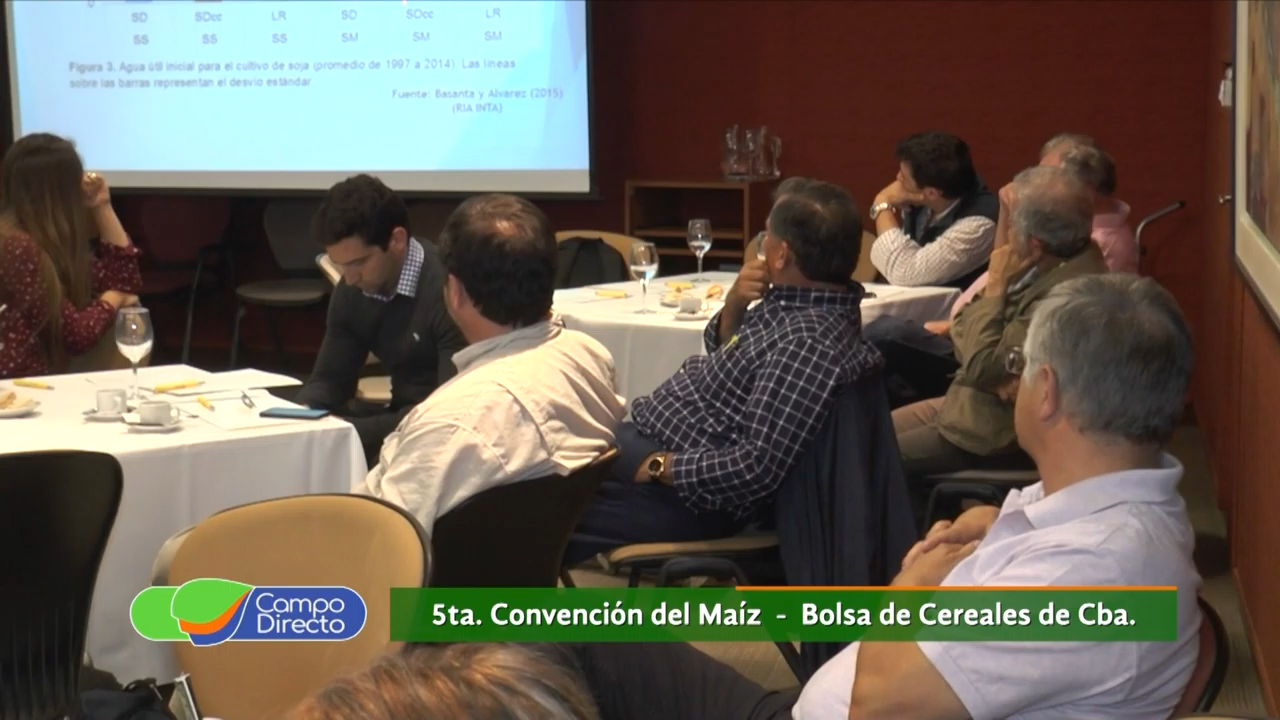 0
SD SDcc LR SD SDcc LR
SS SS SS SM SM SM
Figura 3. Agua útil inicial para el cultivo de soja (promedio de 1997 a 2014). Las líneas
sobre las barras representan el desvío estándar
Fuente: Basanta y Alvarez (2015)
(RIA INTA)
Campo
Directo
5ta. Convención del Maíz - Bolsa de Cereales de Cba.